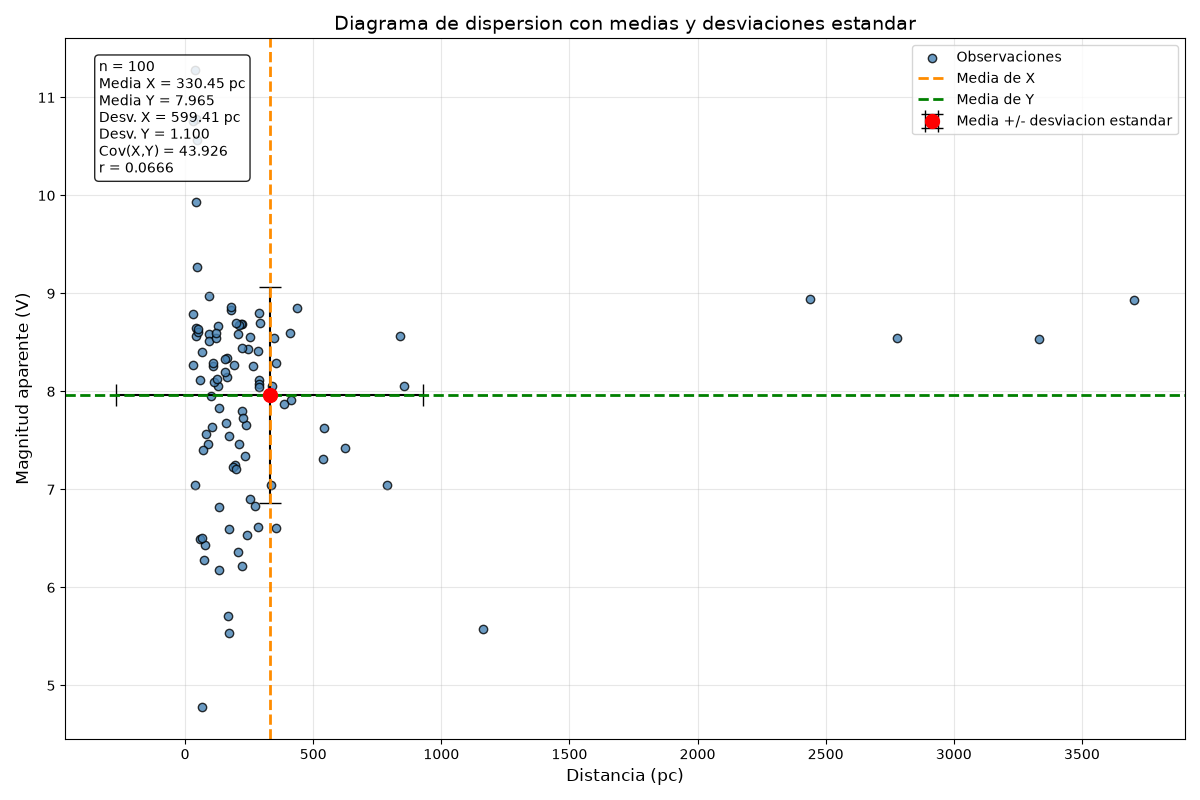 Diagrama de dispersion con medias y desviaciones estandar
n = 100
Media X = 330.45 pc
Media Y = 7.965
Desv. X = 599.41 pc
Desv. Y = 1.100
Cov(X,Y) = 43.926
r = 0.0666
Observaciones
Media de X
Media de Y
Media +/- desviacion estandar
Magnitud aparente (V)
11
10
9
8
7
6
5
0 500 1000 1500 2000 2500 3000 3500
Distancia (pc)